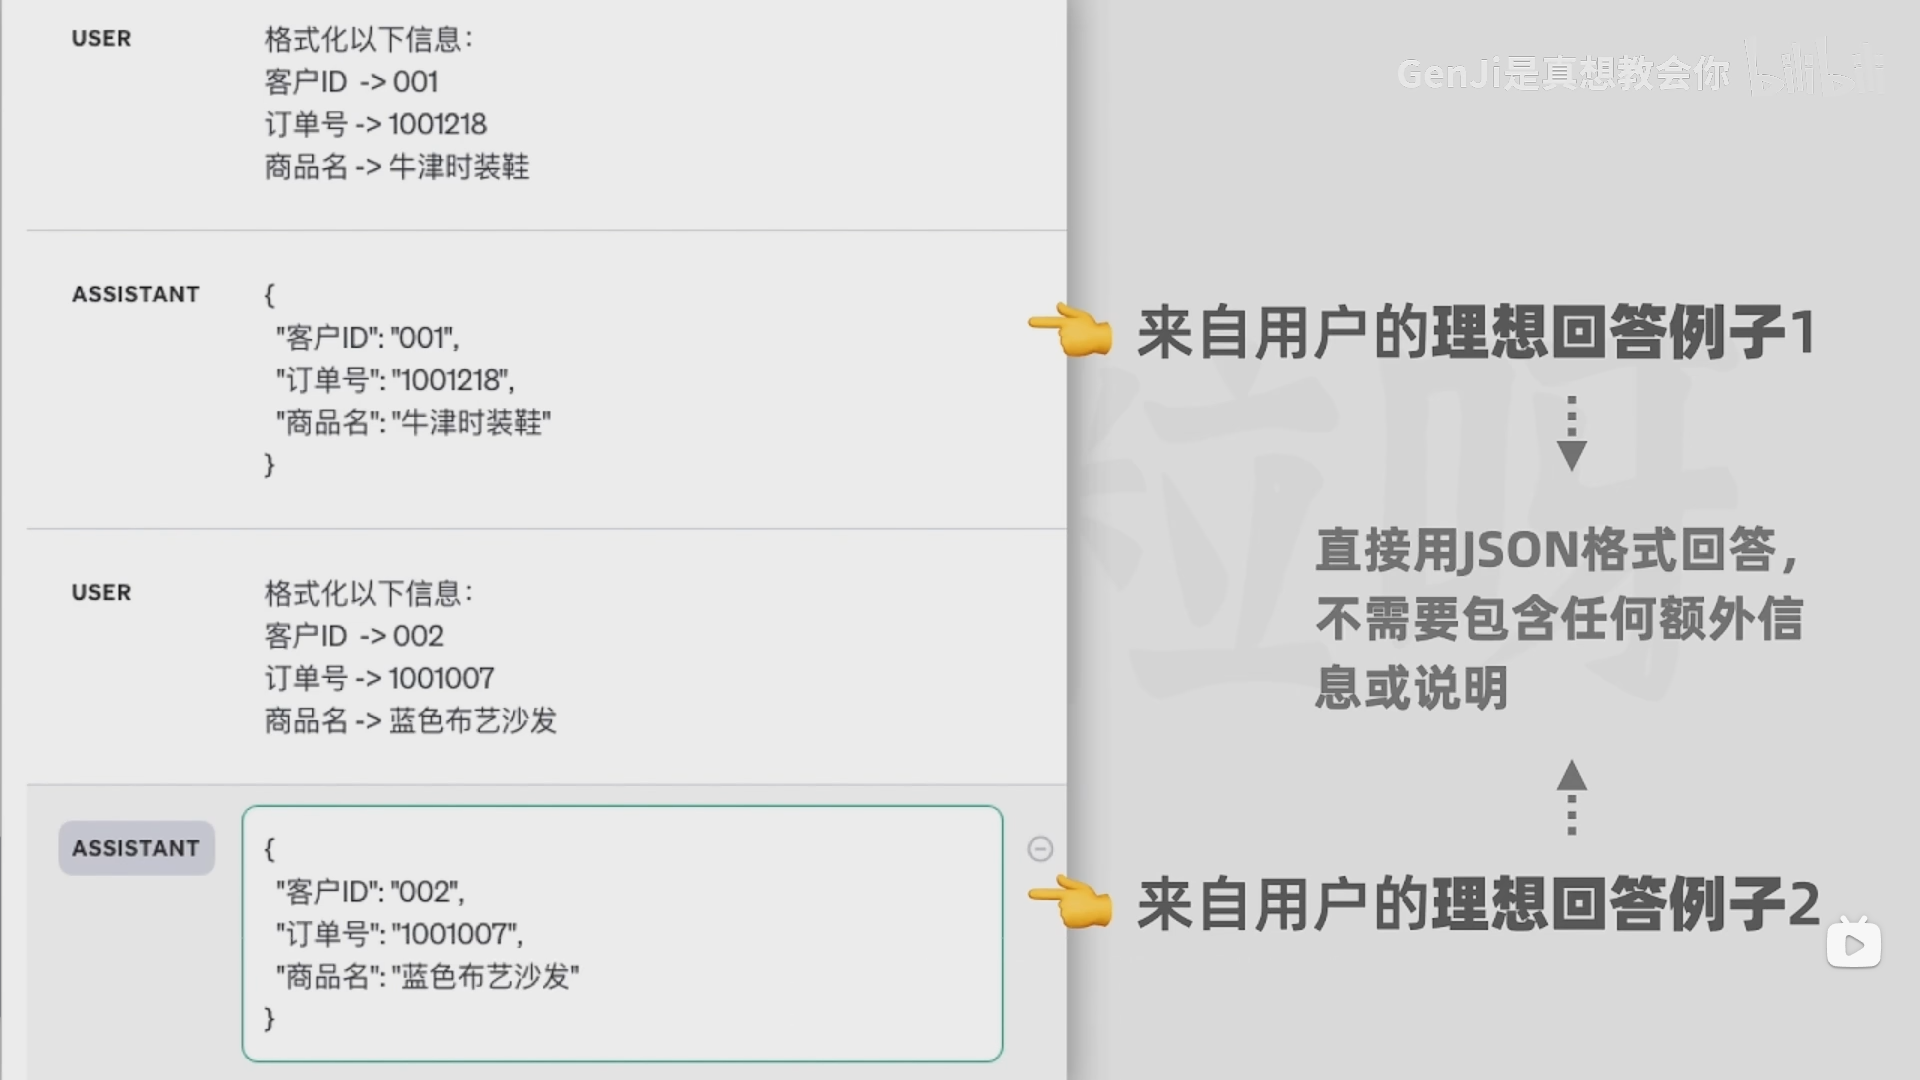 USER
格式化以下信息：
客户ID -> 001
订单号 -> 1001218
商品名 -> 牛津时装鞋
ASSISTANT
{
"客户ID": "001",
"订单号": "1001218",
"商品名": "牛津时装鞋"
}
USER
格式化以下信息：
客户ID -> 002
订单号 -> 1001007
商品名 -> 蓝色布艺沙发
ASSISTANT
{
"客户ID": "002",
"订单号": "1001007",
"商品名": "蓝色布艺沙发"
}
GenJi是真想教会你 bilibili
来自用户的理想回答例子1
直接用JSON格式回答，
不需要包含任何额外信
息或说明
来自用户的理想回答例子2